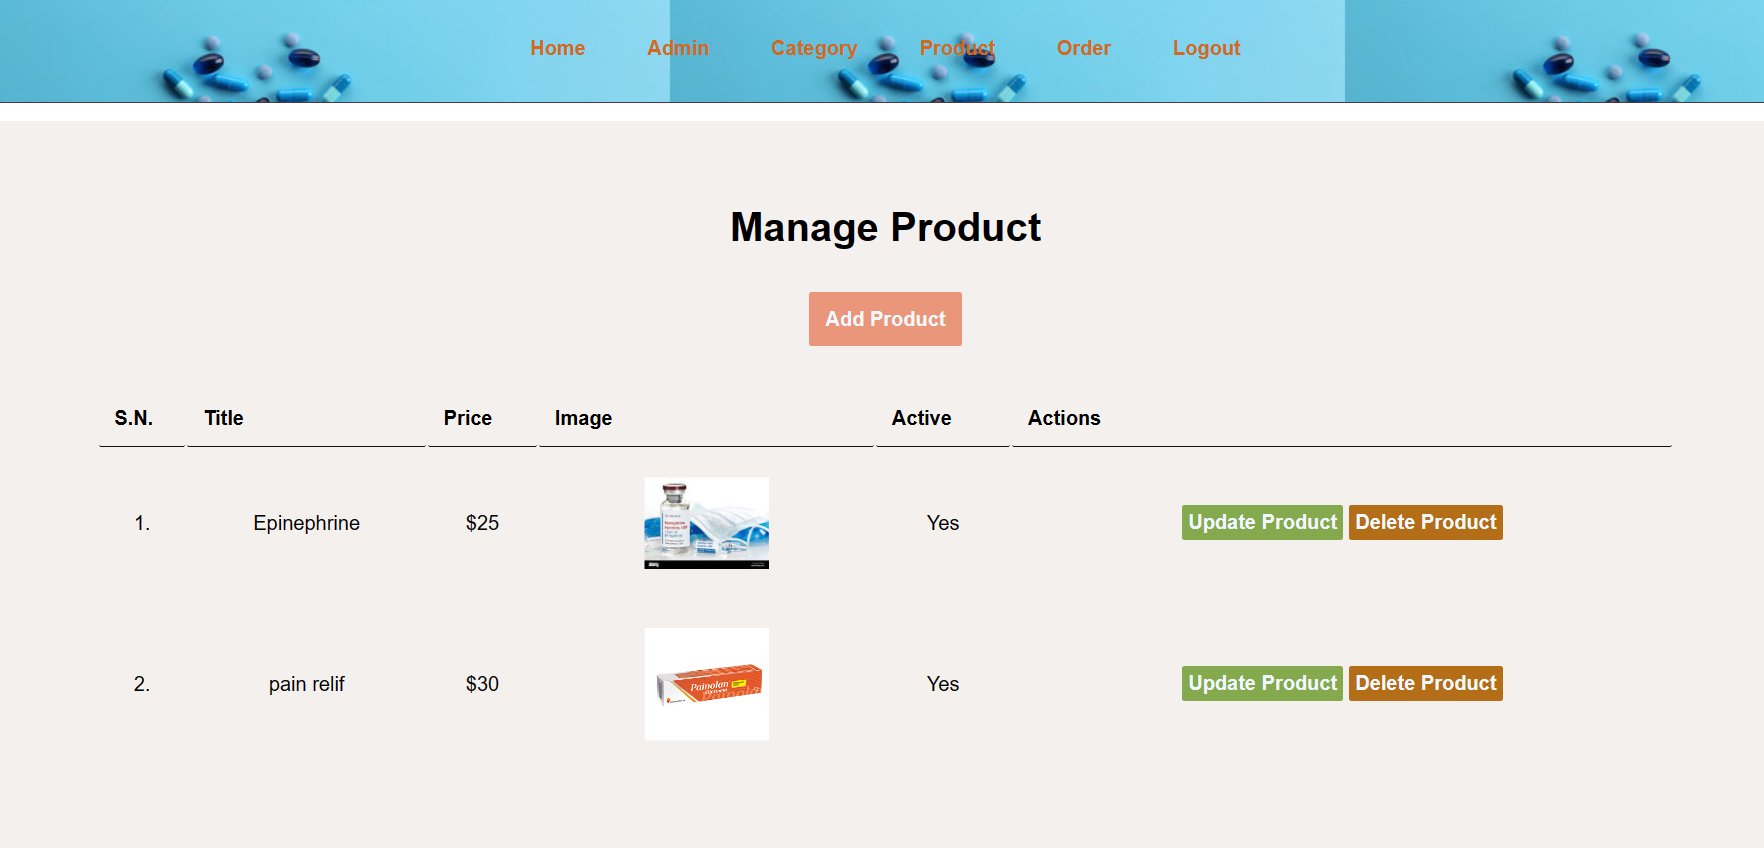 Home Admin Category Product Order Logout
Manage Product
Add Product
S.N. Title Price Image Active Actions
1. Epinephrine $25 Yes Update Product Delete Product
2. pain relif $30 Painolan Yes Update Product Delete Product